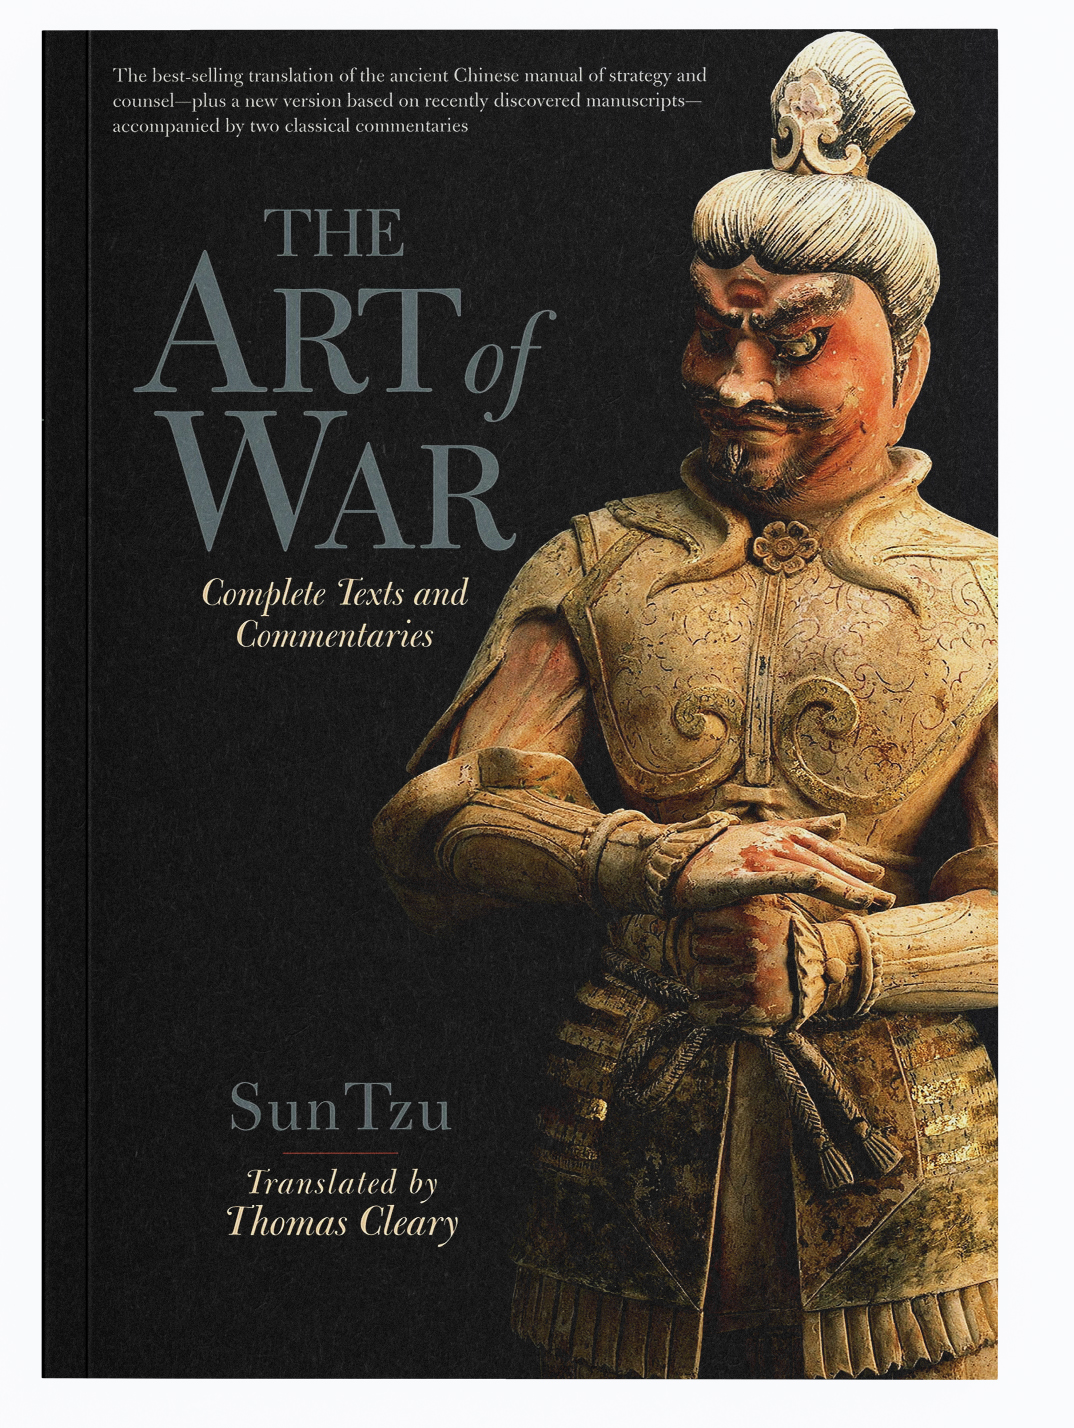 The best-selling translation of the ancient Chinese manual of strategy and
counsel—plus a new version based on recently discovered manuscripts—
accompanied by two classical commentaries
THE
ART of
WAR
Complete Texts and
Commentaries
Sun Tzu
Translated by
Thomas Cleary